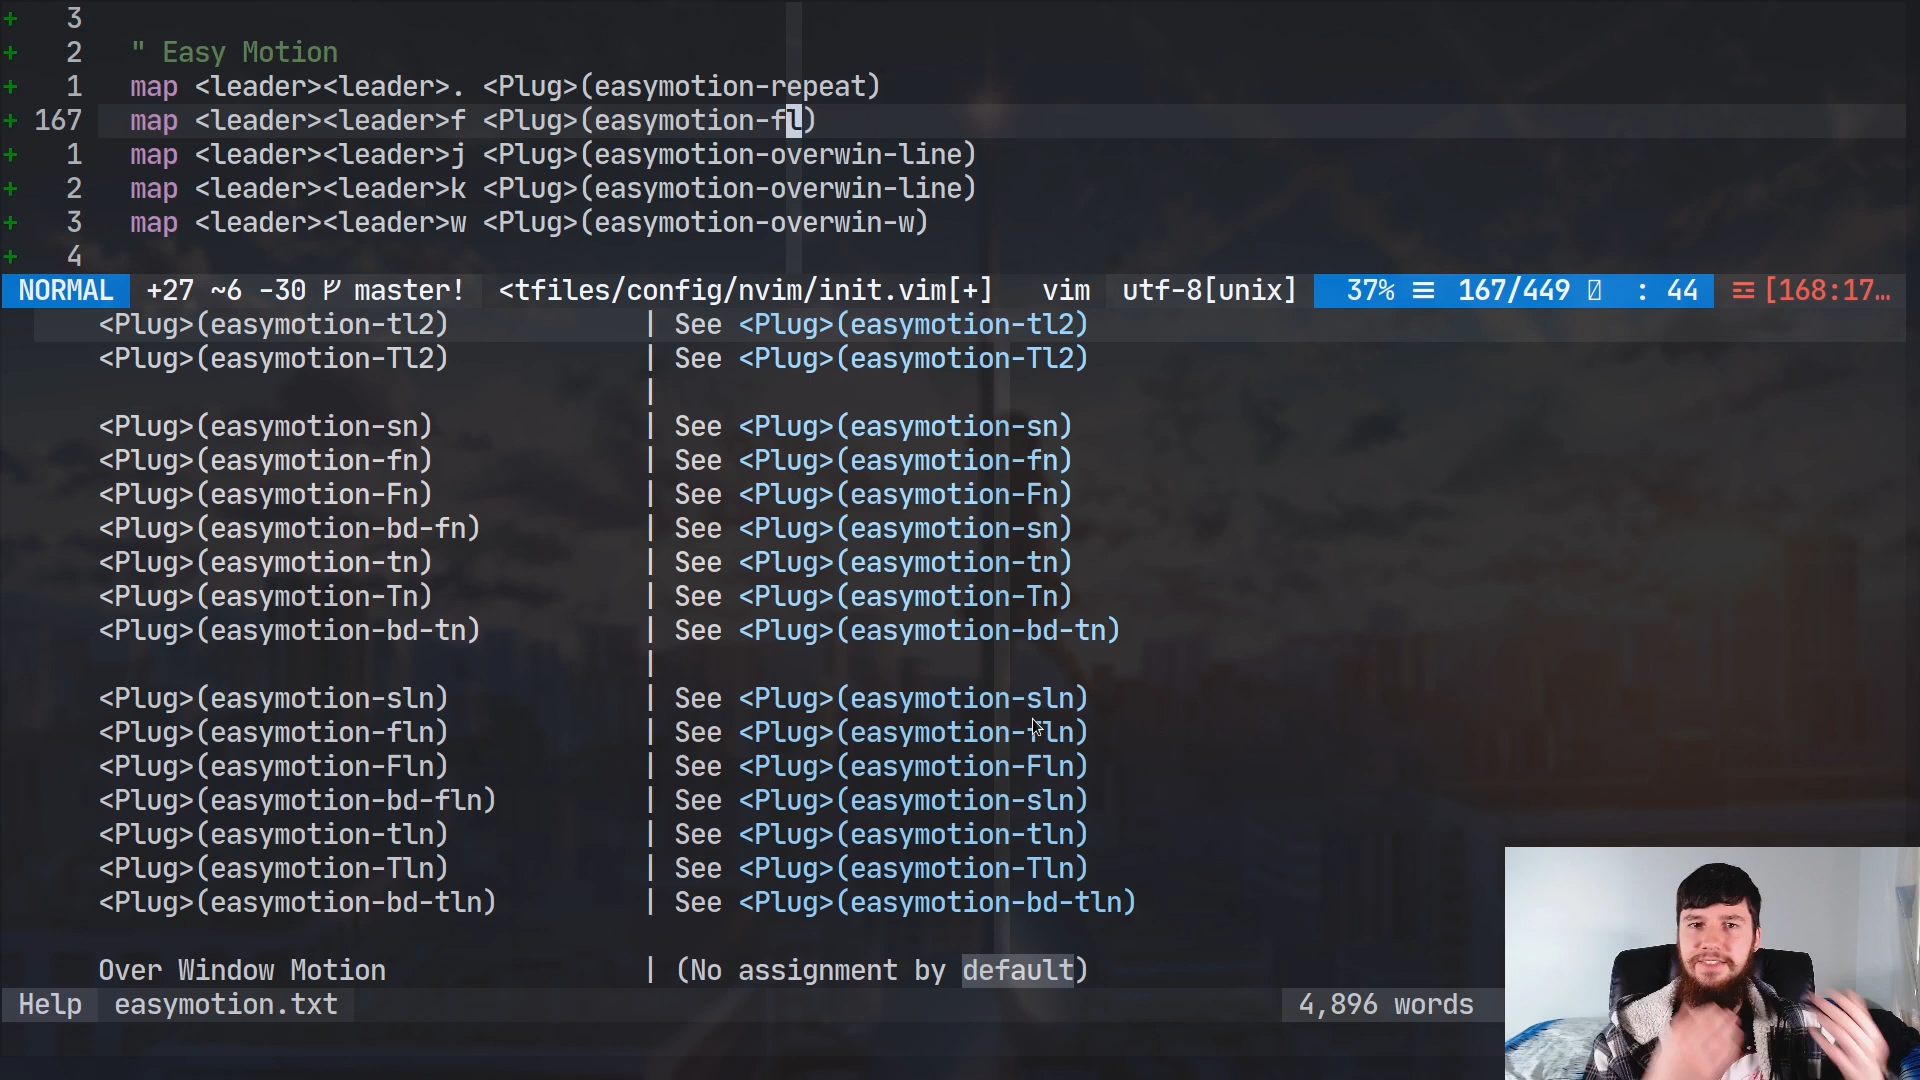 + 3
+ 2 " Easy Motion
+ 1 map <leader><leader>. <Plug>(easymotion-repeat)
+ 167 map <leader><leader>f <Plug>(easymotion-fl)
+ 1 map <leader><leader>j <Plug>(easymotion-overwin-line)
+ 2 map <leader><leader>k <Plug>(easymotion-overwin-line)
+ 3 map <leader><leader>w <Plug>(easymotion-overwin-w)
+ 4
NORMAL +27 ~6 -30 master! <tfiles/config/nvim/init.vim[+] vim utf-8[unix] 37% ≡ 167/449 : 44 [168:17…
<Plug>(easymotion-tl2) | See <Plug>(easymotion-tl2)
<Plug>(easymotion-Tl2) | See <Plug>(easymotion-Tl2)
|
<Plug>(easymotion-sn) | See <Plug>(easymotion-sn)
<Plug>(easymotion-fn) | See <Plug>(easymotion-fn)
<Plug>(easymotion-Fn) | See <Plug>(easymotion-Fn)
<Plug>(easymotion-bd-fn) | See <Plug>(easymotion-sn)
<Plug>(easymotion-tn) | See <Plug>(easymotion-tn)
<Plug>(easymotion-Tn) | See <Plug>(easymotion-Tn)
<Plug>(easymotion-bd-tn) | See <Plug>(easymotion-bd-tn)
|
<Plug>(easymotion-sln) | See <Plug>(easymotion-sln)
<Plug>(easymotion-fln) | See <Plug>(easymotion-fln)
<Plug>(easymotion-Fln) | See <Plug>(easymotion-Fln)
<Plug>(easymotion-bd-fln) | See <Plug>(easymotion-sln)
<Plug>(easymotion-tln) | See <Plug>(easymotion-tln)
<Plug>(easymotion-Tln) | See <Plug>(easymotion-Tln)
<Plug>(easymotion-bd-tln) | See <Plug>(easymotion-bd-tln)
Over Window Motion | (No assignment by default)
Help easymotion.txt 4,896 words